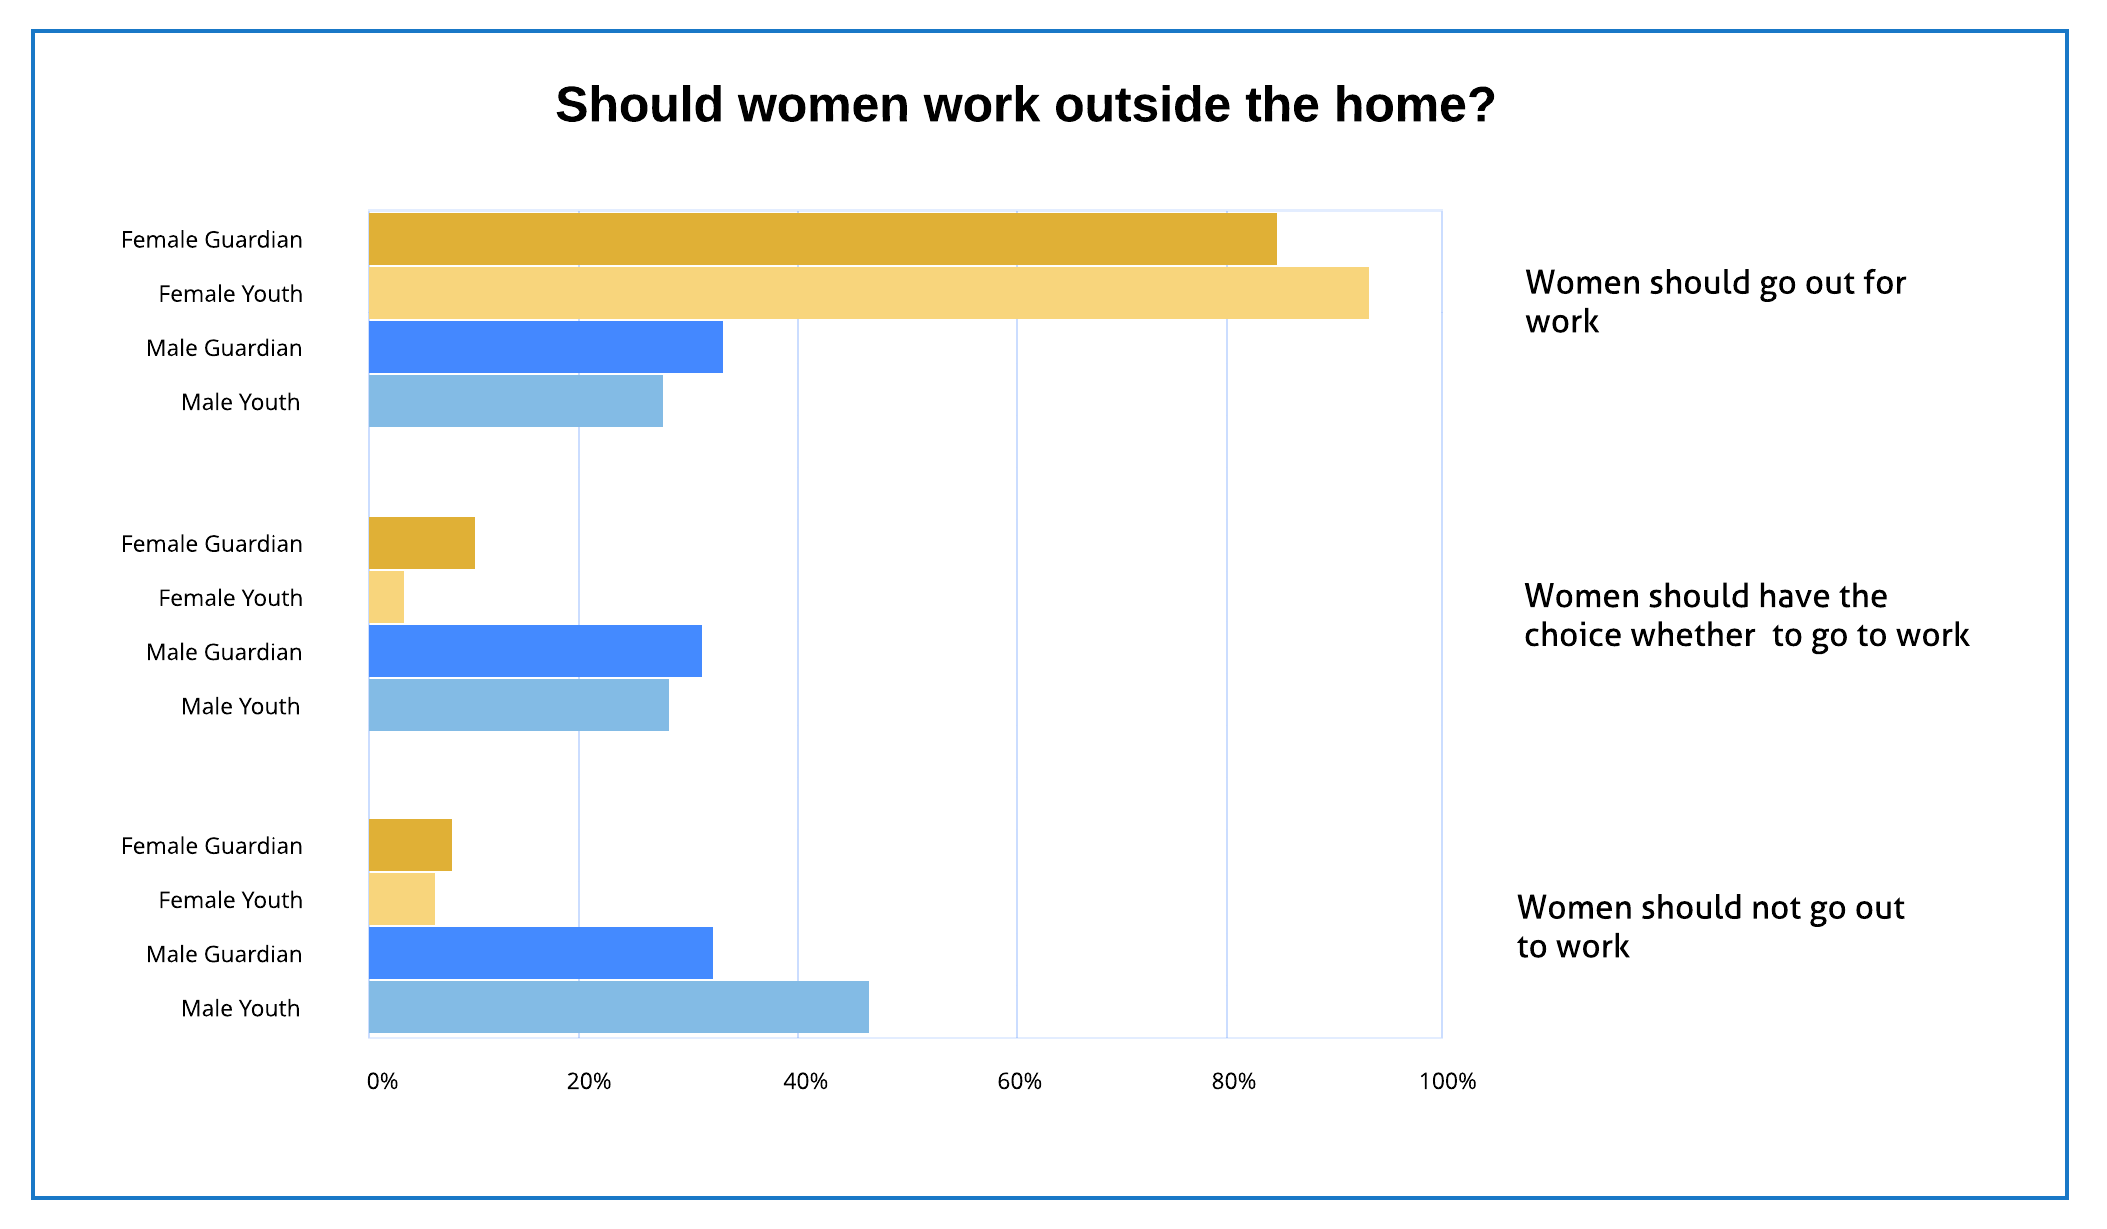 Should women work outside the home?
Female Guardian
Female Youth
Male Guardian
Male Youth
Women should go out for
work
Female Guardian
Female Youth
Male Guardian
Male Youth
Women should have the
choice whether  to go to work
Female Guardian
Female Youth
Male Guardian
Male Youth
Women should not go out
to work
0% 20% 40% 60% 80% 100%